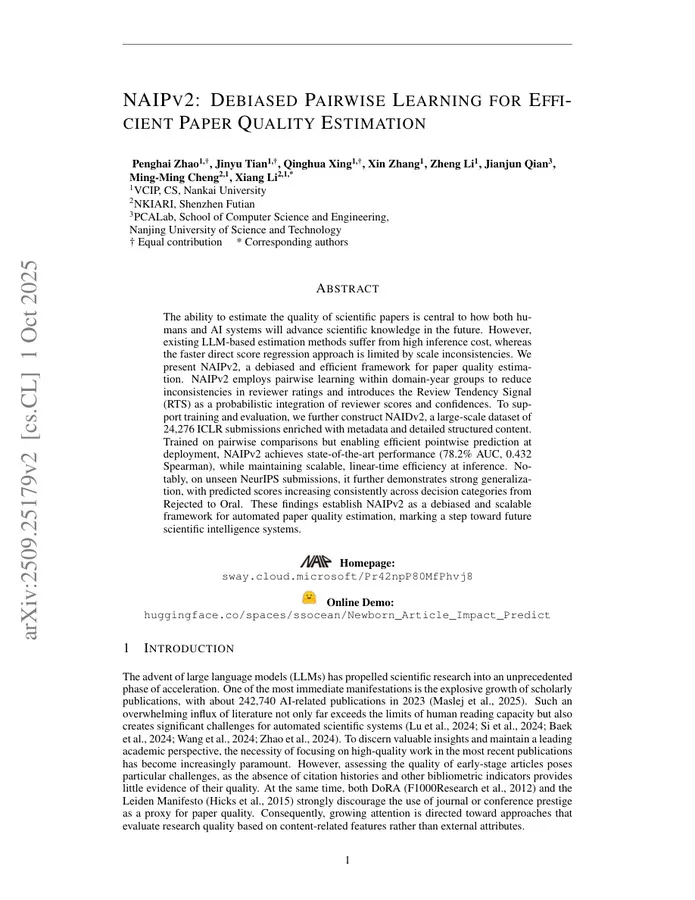 NAIPV2: DEBIASED PAIRWISE LEARNING FOR EFFI-
CIENT PAPER QUALITY ESTIMATION
Penghai Zhao1,†, Jinyu Tian1,†, Qinghua Xing1,†, Xin Zhang1, Zheng Li1, Jianjun Qian3,
Ming-Ming Cheng2,1, Xiang Li2,1,*
1VCIP, CS, Nankai University
2NKIARI, Shenzhen Futian
3PCALab, School of Computer Science and Engineering,
Nanjing University of Science and Technology
† Equal contribution * Corresponding authors
arXiv:2509.25179v2 [cs.CL] 1 Oct 2025
ABSTRACT
The ability to estimate the quality of scientific papers is central to how both hu-
mans and AI systems will advance scientific knowledge in the future. However,
existing LLM-based estimation methods suffer from high inference cost, whereas
the faster direct score regression approach is limited by scale inconsistencies. We
present NAIPv2, a debiased and efficient framework for paper quality estima-
tion. NAIPv2 employs pairwise learning within domain-year groups to reduce
inconsistencies in reviewer ratings and introduces the Review Tendency Signal
(RTS) as a probabilistic integration of reviewer scores and confidences. To sup-
port training and evaluation, we further construct NAIDv2, a large-scale dataset of
24,276 ICLR submissions enriched with metadata and detailed structured content.
Trained on pairwise comparisons but enabling efficient pointwise prediction at
deployment, NAIPv2 achieves state-of-the-art performance (78.2% AUC, 0.432
Spearman), while maintaining scalable, linear-time efficiency at inference. No-
tably, on unseen NeurIPS submissions, it further demonstrates strong generaliza-
tion, with predicted scores increasing consistently across decision categories from
Rejected to Oral. These findings establish NAIPv2 as a debiased and scalable
framework for automated paper quality estimation, marking a step toward future
scientific intelligence systems.
NAIP Homepage:
sway.cloud.microsoft/Pr42npP80MfPhvj8
Online Demo:
huggingface.co/spaces/ssocean/Newborn_Article_Impact_Predict
1 INTRODUCTION
The advent of large language models (LLMs) has propelled scientific research into an unprecedented
phase of acceleration. One of the most immediate manifestations is the explosive growth of scholarly
publications, with about 242,740 AI-related publications in 2023 (Maslej et al., 2025). Such an
overwhelming influx of literature not only far exceeds the limits of human reading capacity but also
creates significant challenges for automated scientific systems (Lu et al., 2024; Si et al., 2024; Baek
et al., 2024; Wang et al., 2024; Zhao et al., 2024). To discern valuable insights and maintain a leading
academic perspective, the necessity of focusing on high-quality work in the most recent publications
has become increasingly paramount. However, assessing the quality of early-stage articles poses
particular challenges, as the absence of citation histories and other bibliometric indicators provides
little evidence of their quality. At the same time, both DoRA (F1000Research et al., 2012) and the
Leiden Manifesto (Hicks et al., 2015) strongly discourage the use of journal or conference prestige
as a proxy for paper quality. Consequently, growing attention is directed toward approaches that
evaluate research quality based on content-related features rather than external attributes.
1